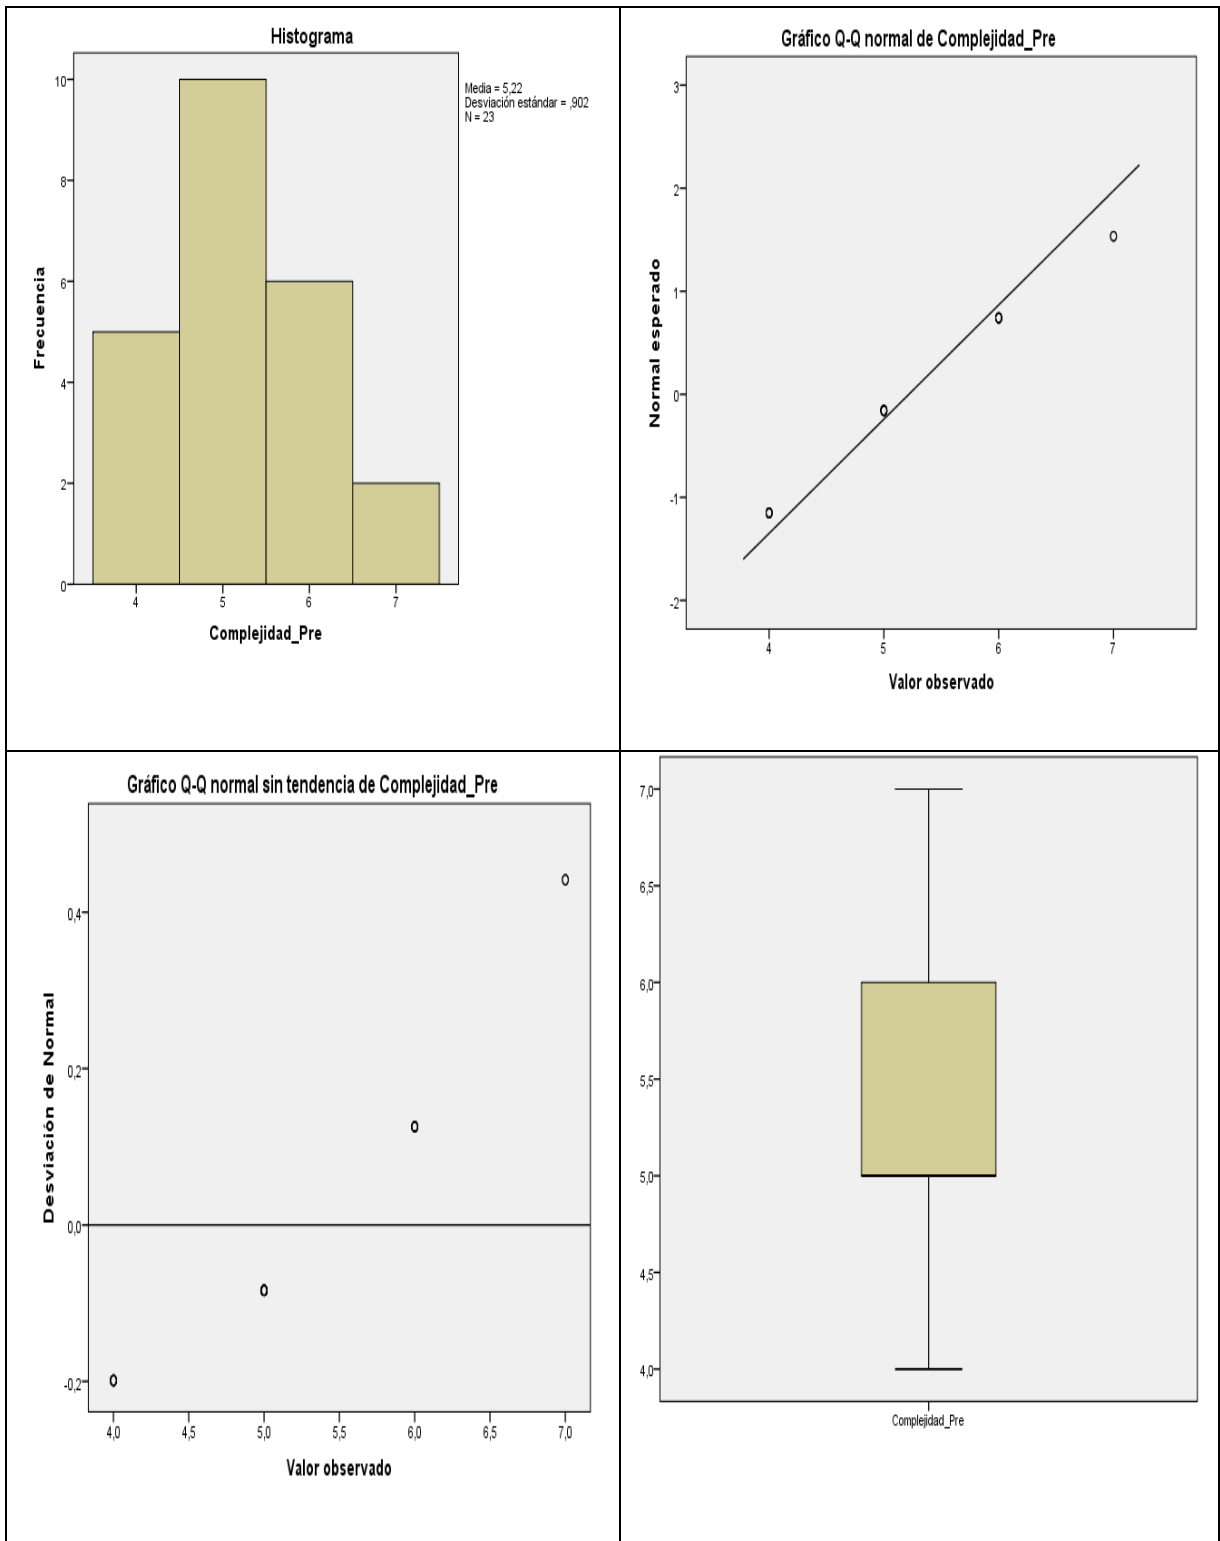 Histograma
Media = 5,22
Desviación estándar = ,902
N = 23
10
8
6
4
2
0
Frecuencia
4 5 6 7
Complejidad_Pre
Gráfico Q-Q normal de Complejidad_Pre
3
2
1
0
-1
-2
Normal esperado
4 5 6 7
Valor observado
Gráfico Q-Q normal sin tendencia de Complejidad_Pre
0,4
0,2
0,0
-0,2
Desviación de Normal
4,0 4,5 5,0 5,5 6,0 6,5 7,0
Valor observado
7,0
6,5
6,0
5,5
5,0
4,5
4,0
Complejidad_Pre